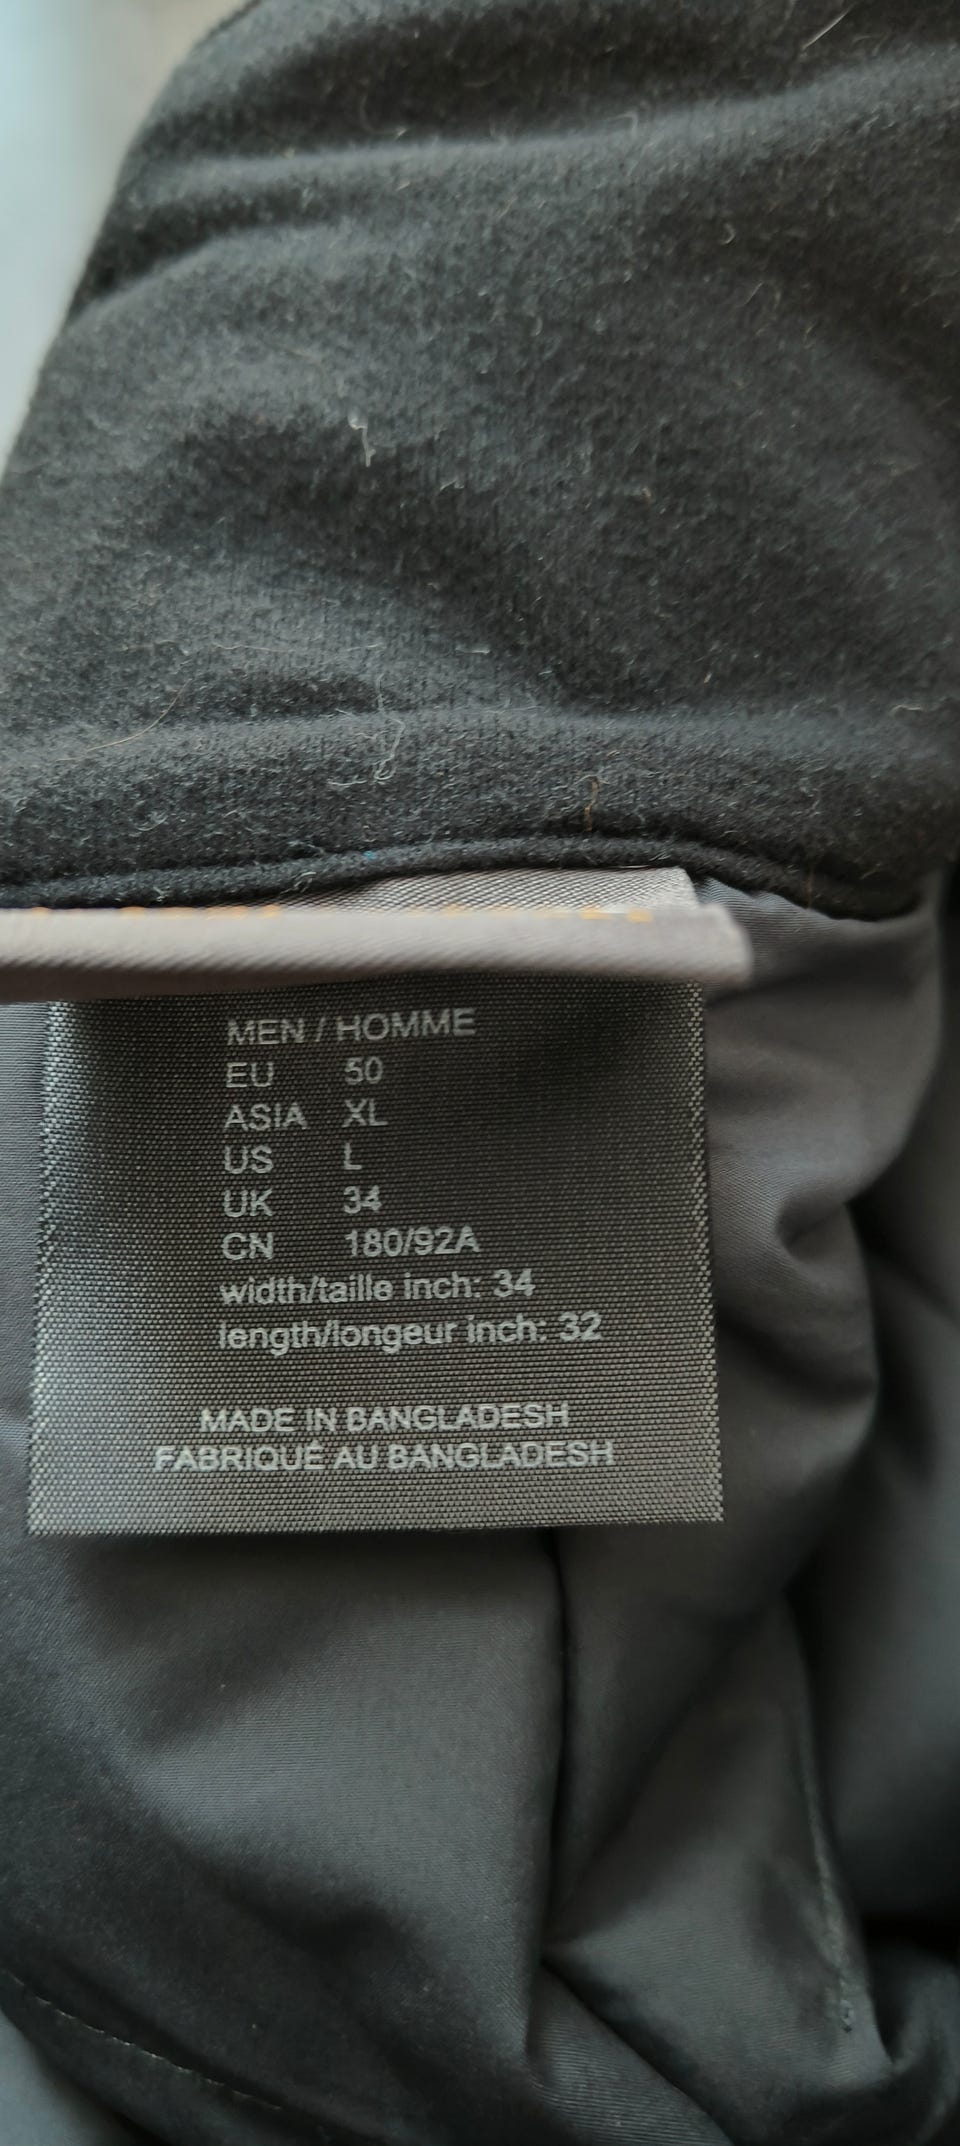 MEN / HOMME
EU 50
ASIA XL
US L
UK 34
CN 180/92A
width/taille inch: 34
length/longeur inch: 32
MADE IN BANGLADESH
FABRIQUÉ AU BANGLADESH